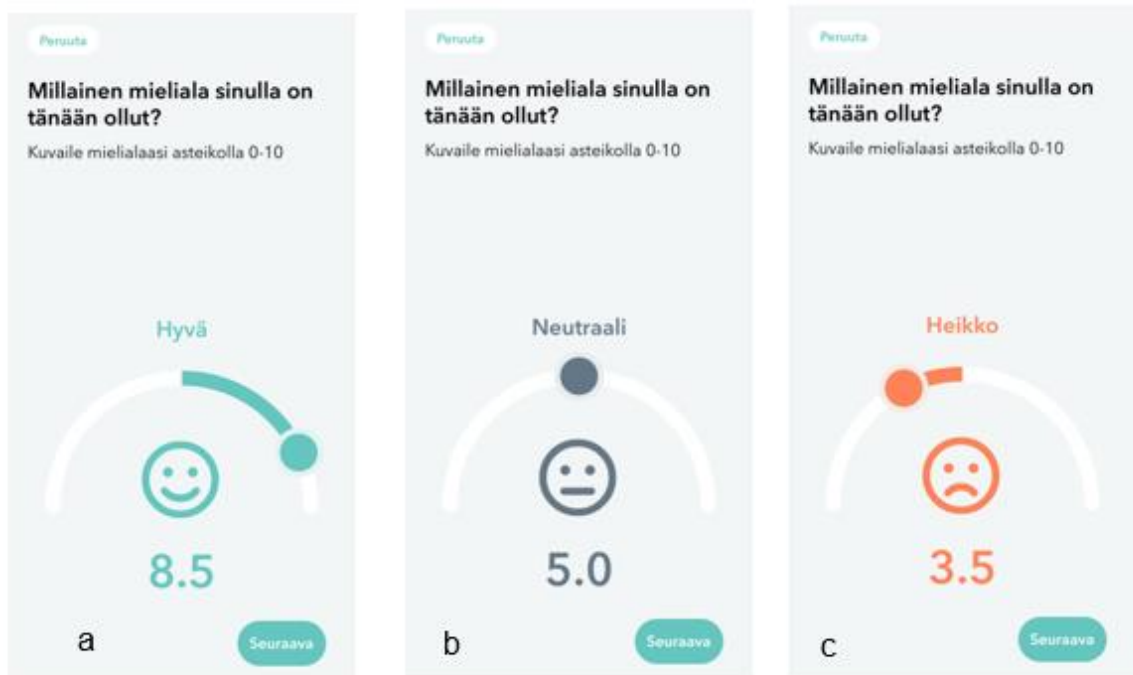 Peruuta
Millainen mieliala sinulla on
tänään ollut?
Kuvaile mielialaasi asteikolla 0-10
Hyvä
8.5
a
Seuraava
Peruuta
Millainen mieliala sinulla on
tänään ollut?
Kuvaile mielialaasi asteikolla 0-10
Neutraali
5.0
b
Seuraava
Peruuta
Millainen mieliala sinulla on
tänään ollut?
Kuvaile mielialaasi asteikolla 0-10
Heikko
3.5
c
Seuraava